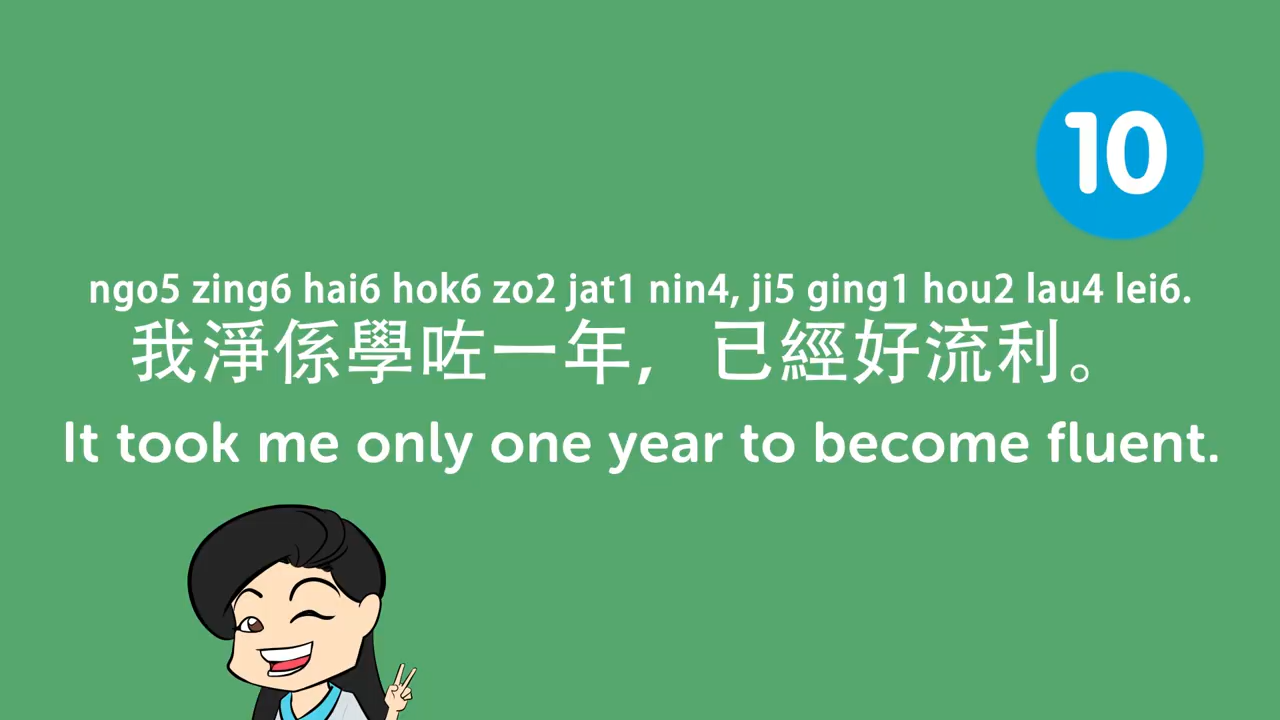 10
ngo5 zing6 hai6 hok6 zo2 jat1 nin4, ji5 ging1 hou2 lau4 lei6.
我淨係學咗一年，已經好流利。
It took me only one year to become fluent.